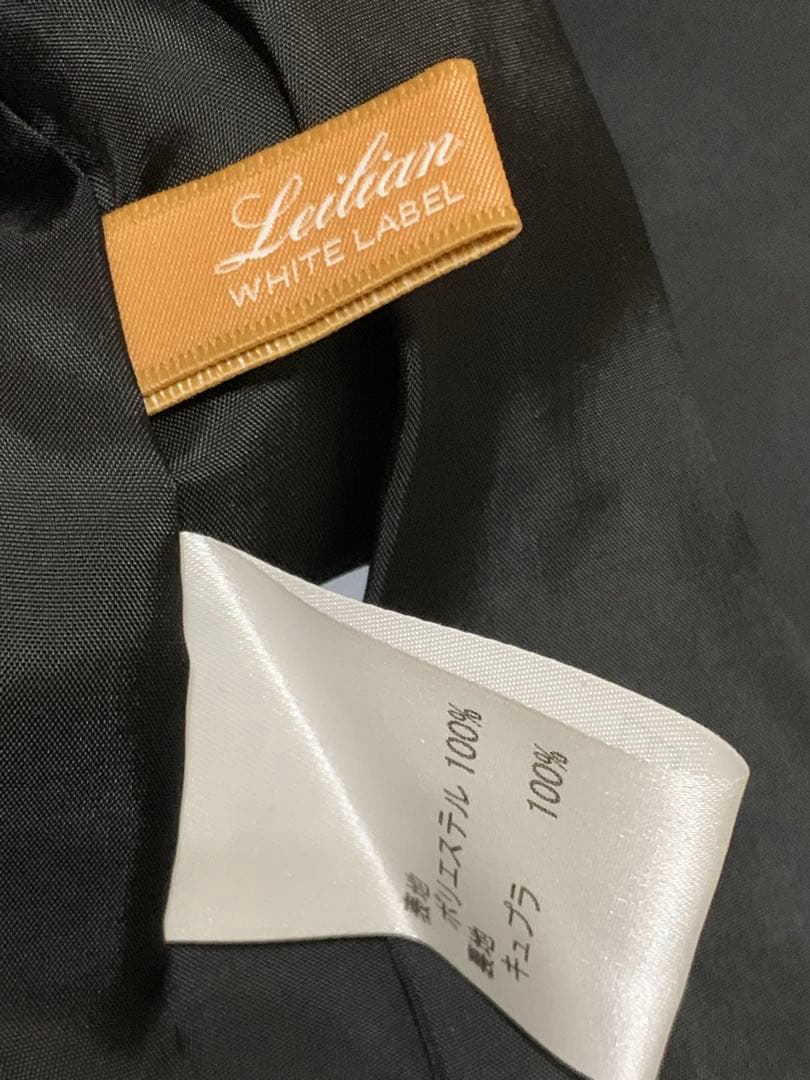 Leilian
WHITE LABEL
表地
ポリエステル 100%
裏地
キュプラ 100%